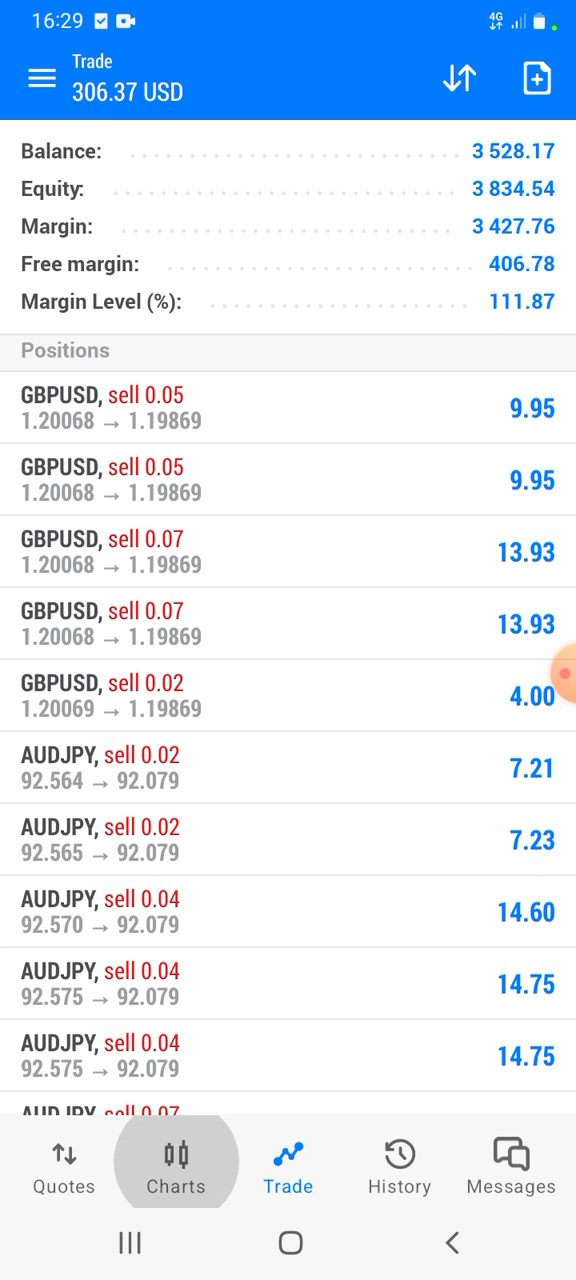 16:29
4G
Trade
306.37 USD
Balance: 3 528.17
Equity: 3 834.54
Margin: 3 427.76
Free margin: 406.78
Margin Level (%): 111.87
Positions
GBPUSD, sell 0.05
1.20068 → 1.19869
9.95
GBPUSD, sell 0.05
1.20068 → 1.19869
9.95
GBPUSD, sell 0.07
1.20068 → 1.19869
13.93
GBPUSD, sell 0.07
1.20068 → 1.19869
13.93
GBPUSD, sell 0.02
1.20069 → 1.19869
4.00
AUDJPY, sell 0.02
92.564 → 92.079
7.21
AUDJPY, sell 0.02
92.565 → 92.079
7.23
AUDJPY, sell 0.04
92.570 → 92.079
14.60
AUDJPY, sell 0.04
92.575 → 92.079
14.75
AUDJPY, sell 0.04
92.575 → 92.079
14.75
AUDJPY, sell 0.07
Quotes
Charts
Trade
History
Messages